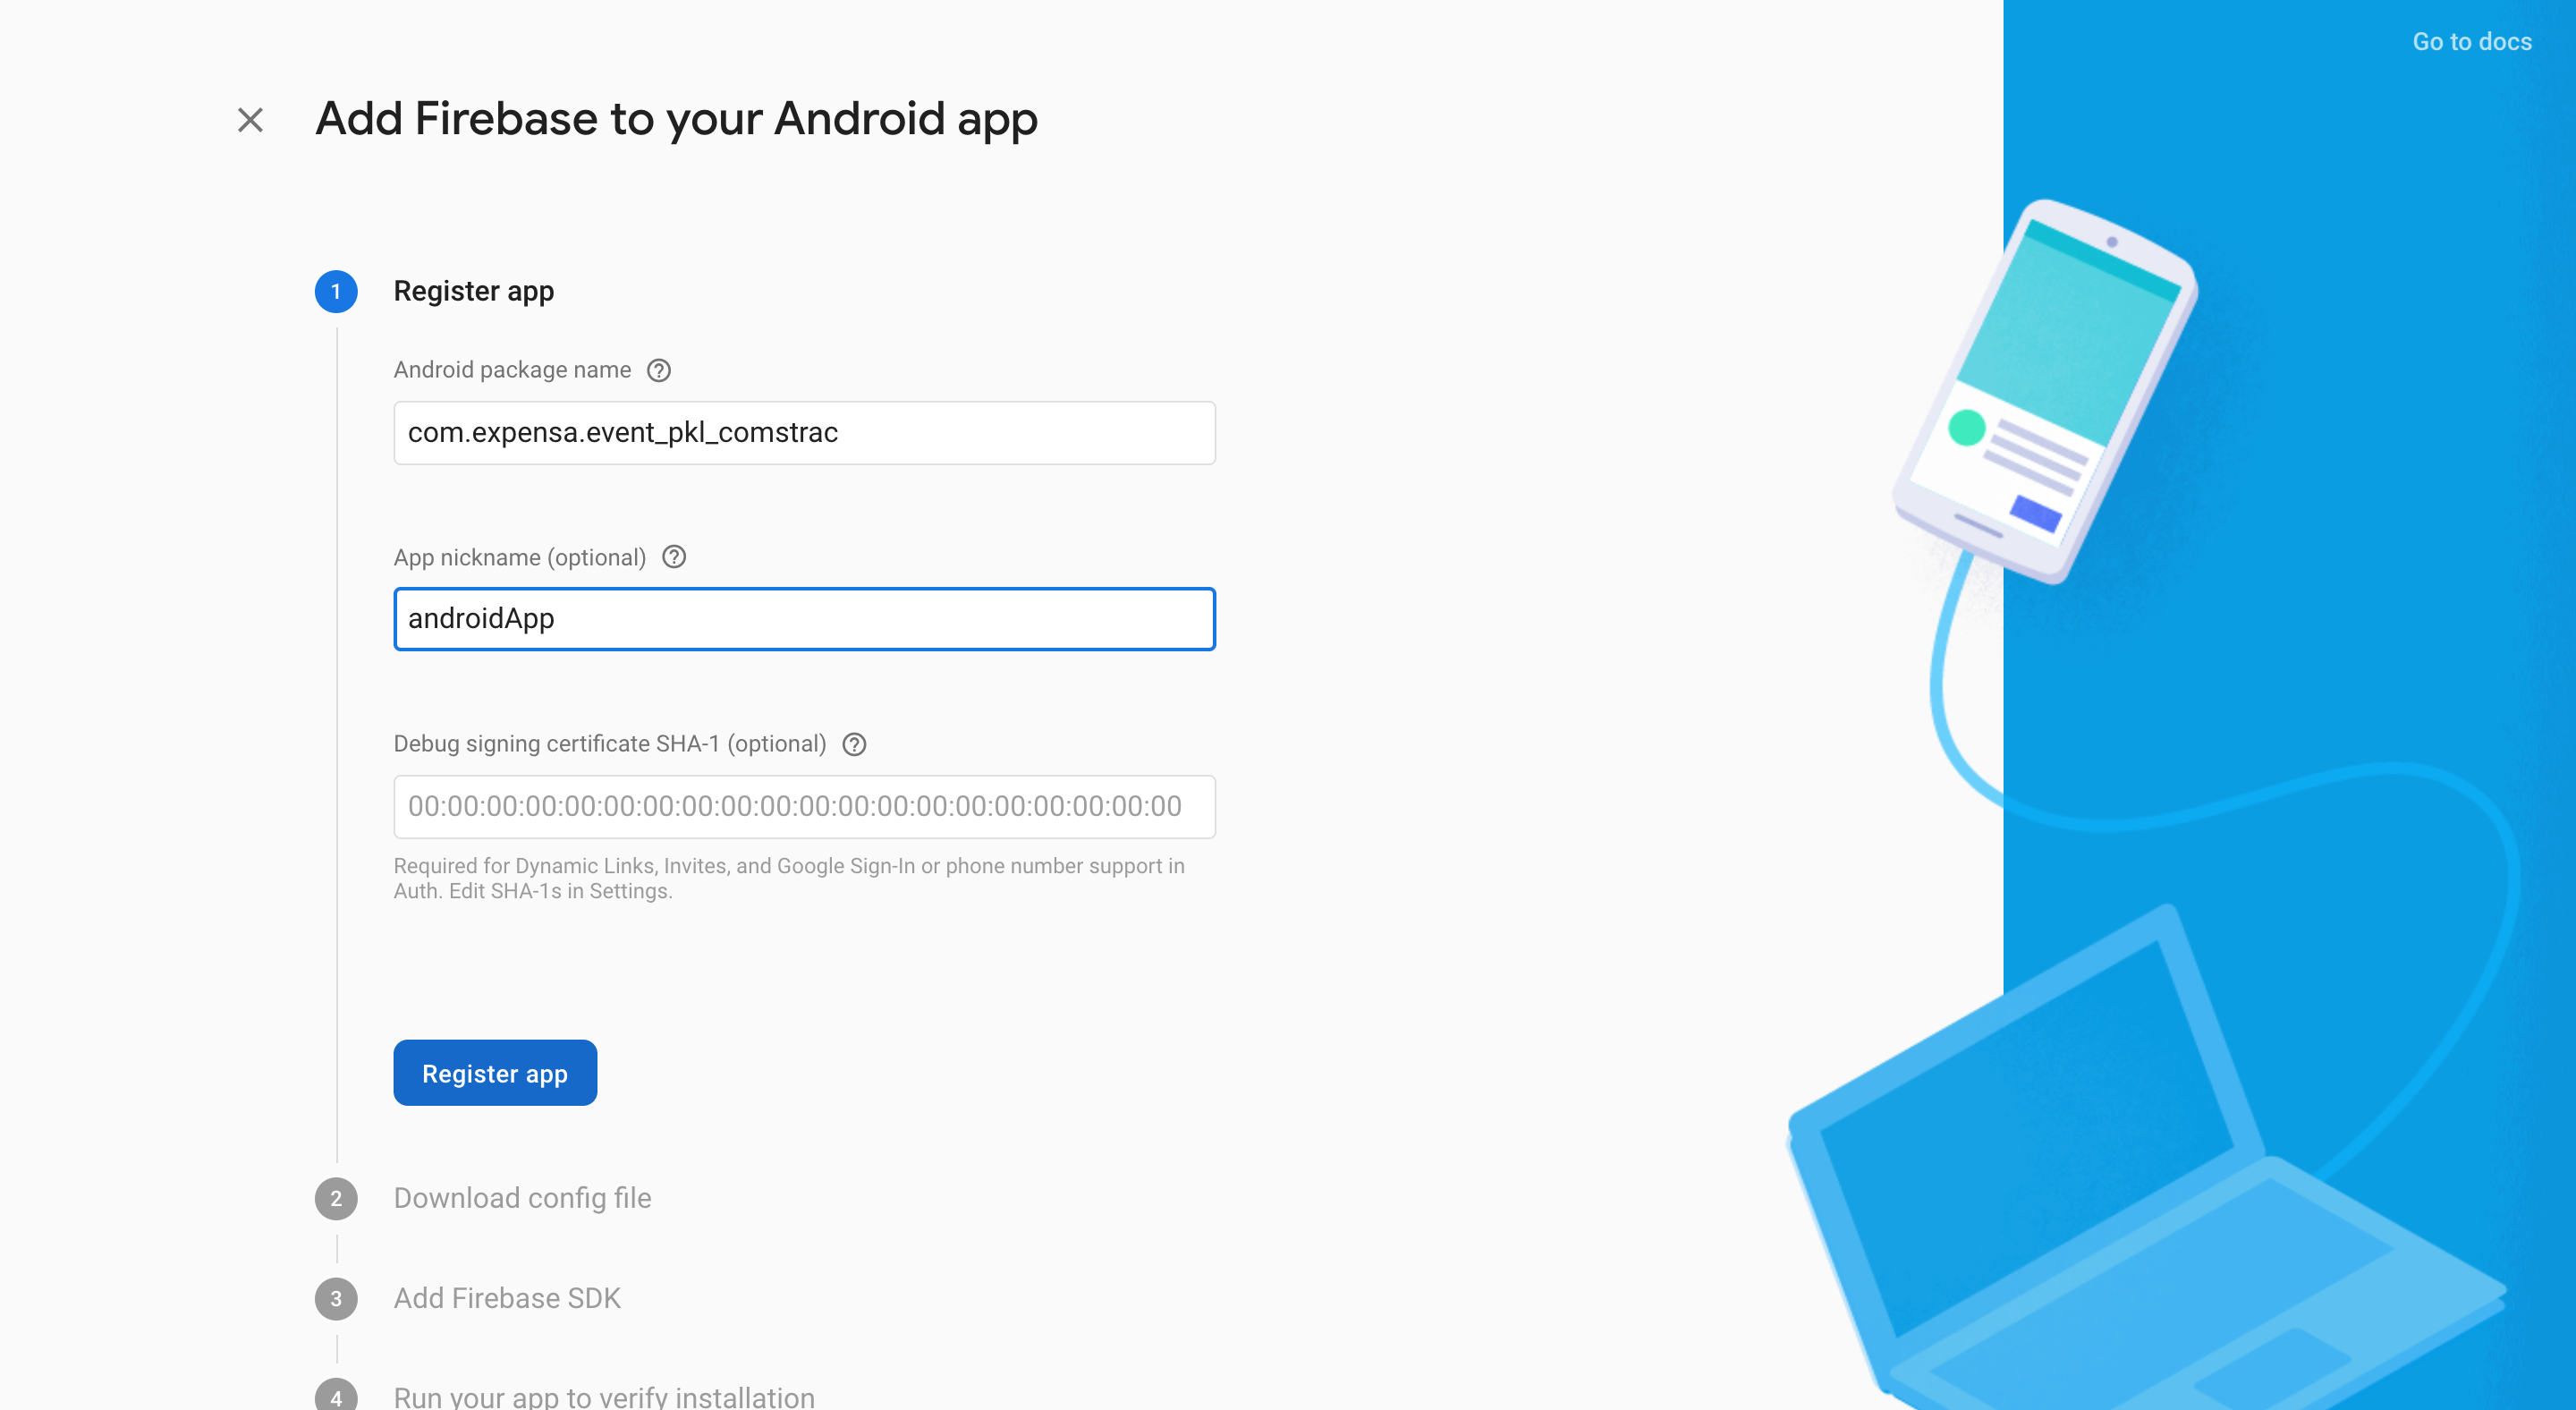 Go to docs
Add Firebase to your Android app
1 Register app
Android package name
com.expensa.event_pkl_comstrac
App nickname (optional)
androidApp
Debug signing certificate SHA-1 (optional)
00:00:00:00:00:00:00:00:00:00:00:00:00:00:00:00:00:00:00:00
Required for Dynamic Links, Invites, and Google Sign-In or phone number support in
Auth. Edit SHA-1s in Settings.
Register app
2 Download config file
3 Add Firebase SDK
4 Run your app to verify installation